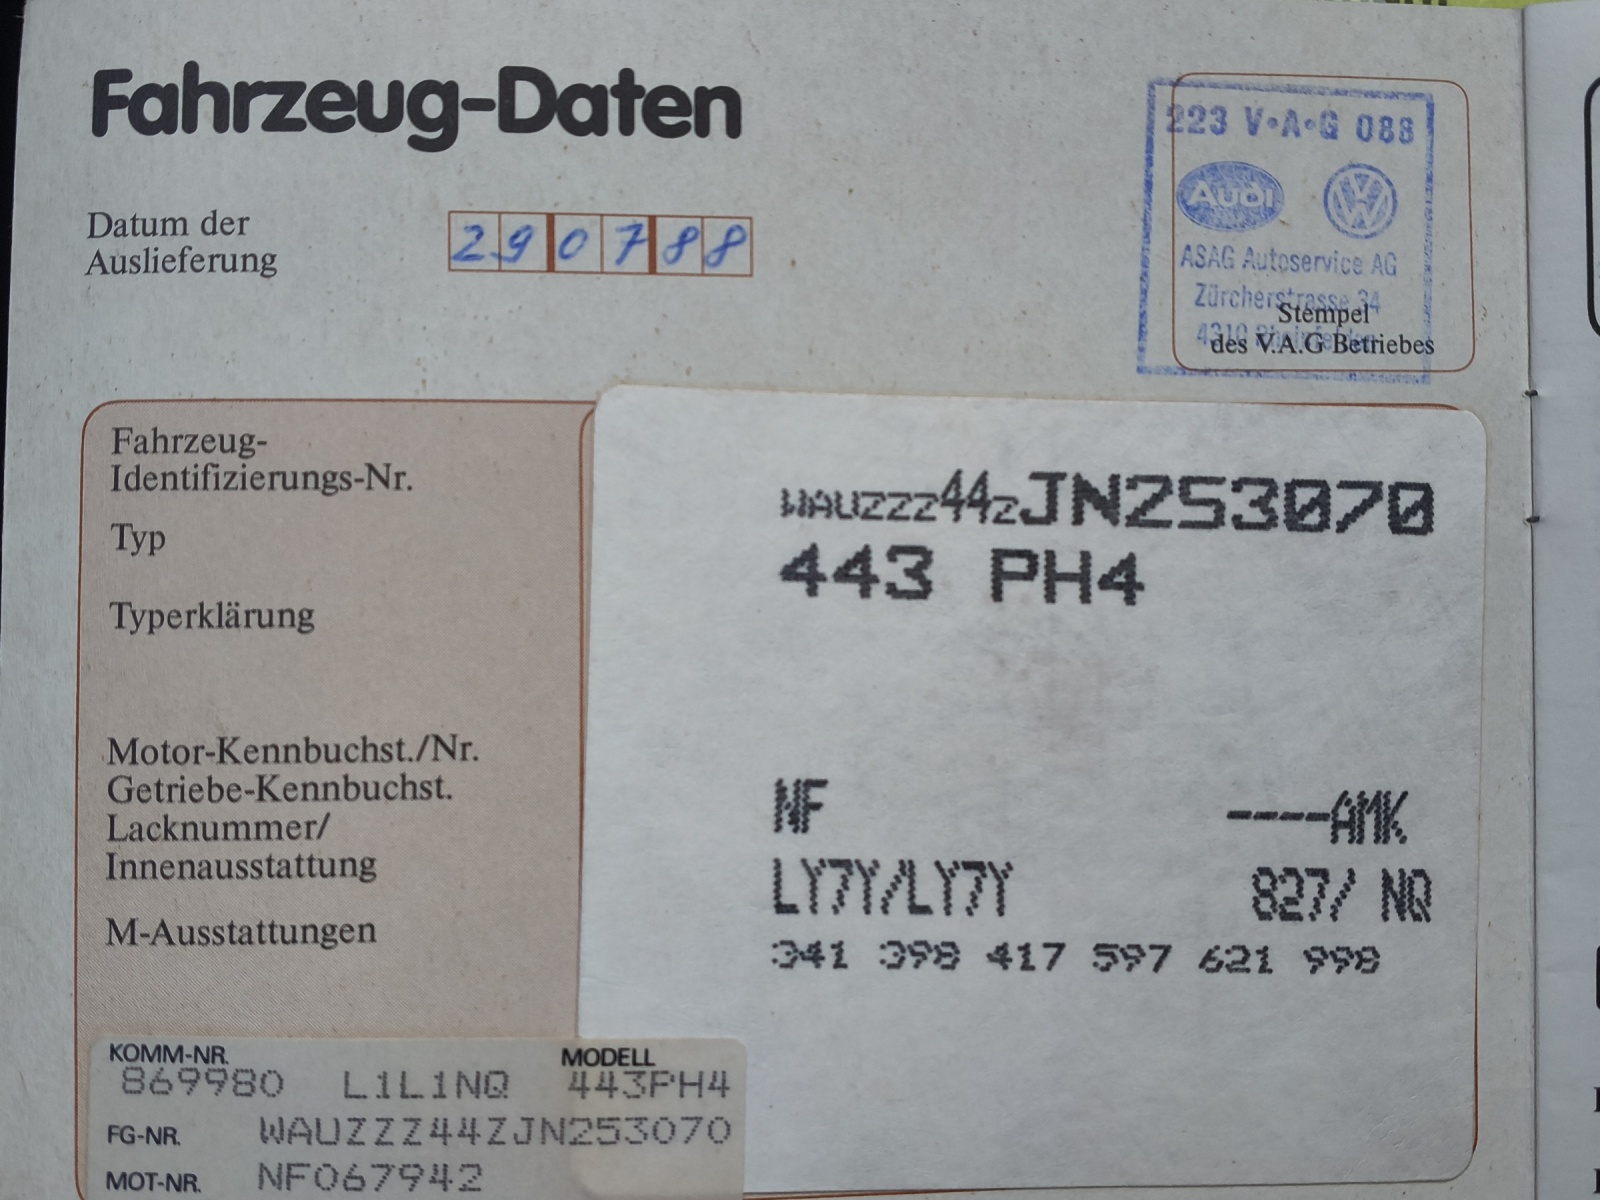 Fahrzeug-Daten
Datum der
Auslieferung
290788
223 V•A•G 088
Audi
VW
ASAG Autoservice AG
Zürcherstrasse 34
4310 Rheinfelden
Stempel
des V.A.G Betriebes
Fahrzeug-
Identifizierungs-Nr.
WAUZZZ44ZJN253070
Typ
443 PH4
Typerklärung
Motor-Kennbuchst./Nr.
Getriebe-Kennbuchst.
NF ----AMK
Lacknummer/
Innenausstattung
LY7Y/LY7Y 827/ NQ
M-Ausstattungen
341 398 417 597 621 998
KOMM-NR. MODELL
869980 L1L1NQ 443PH4
FG-NR. WAUZZZ44ZJN253070
MOT-NR. NF067942